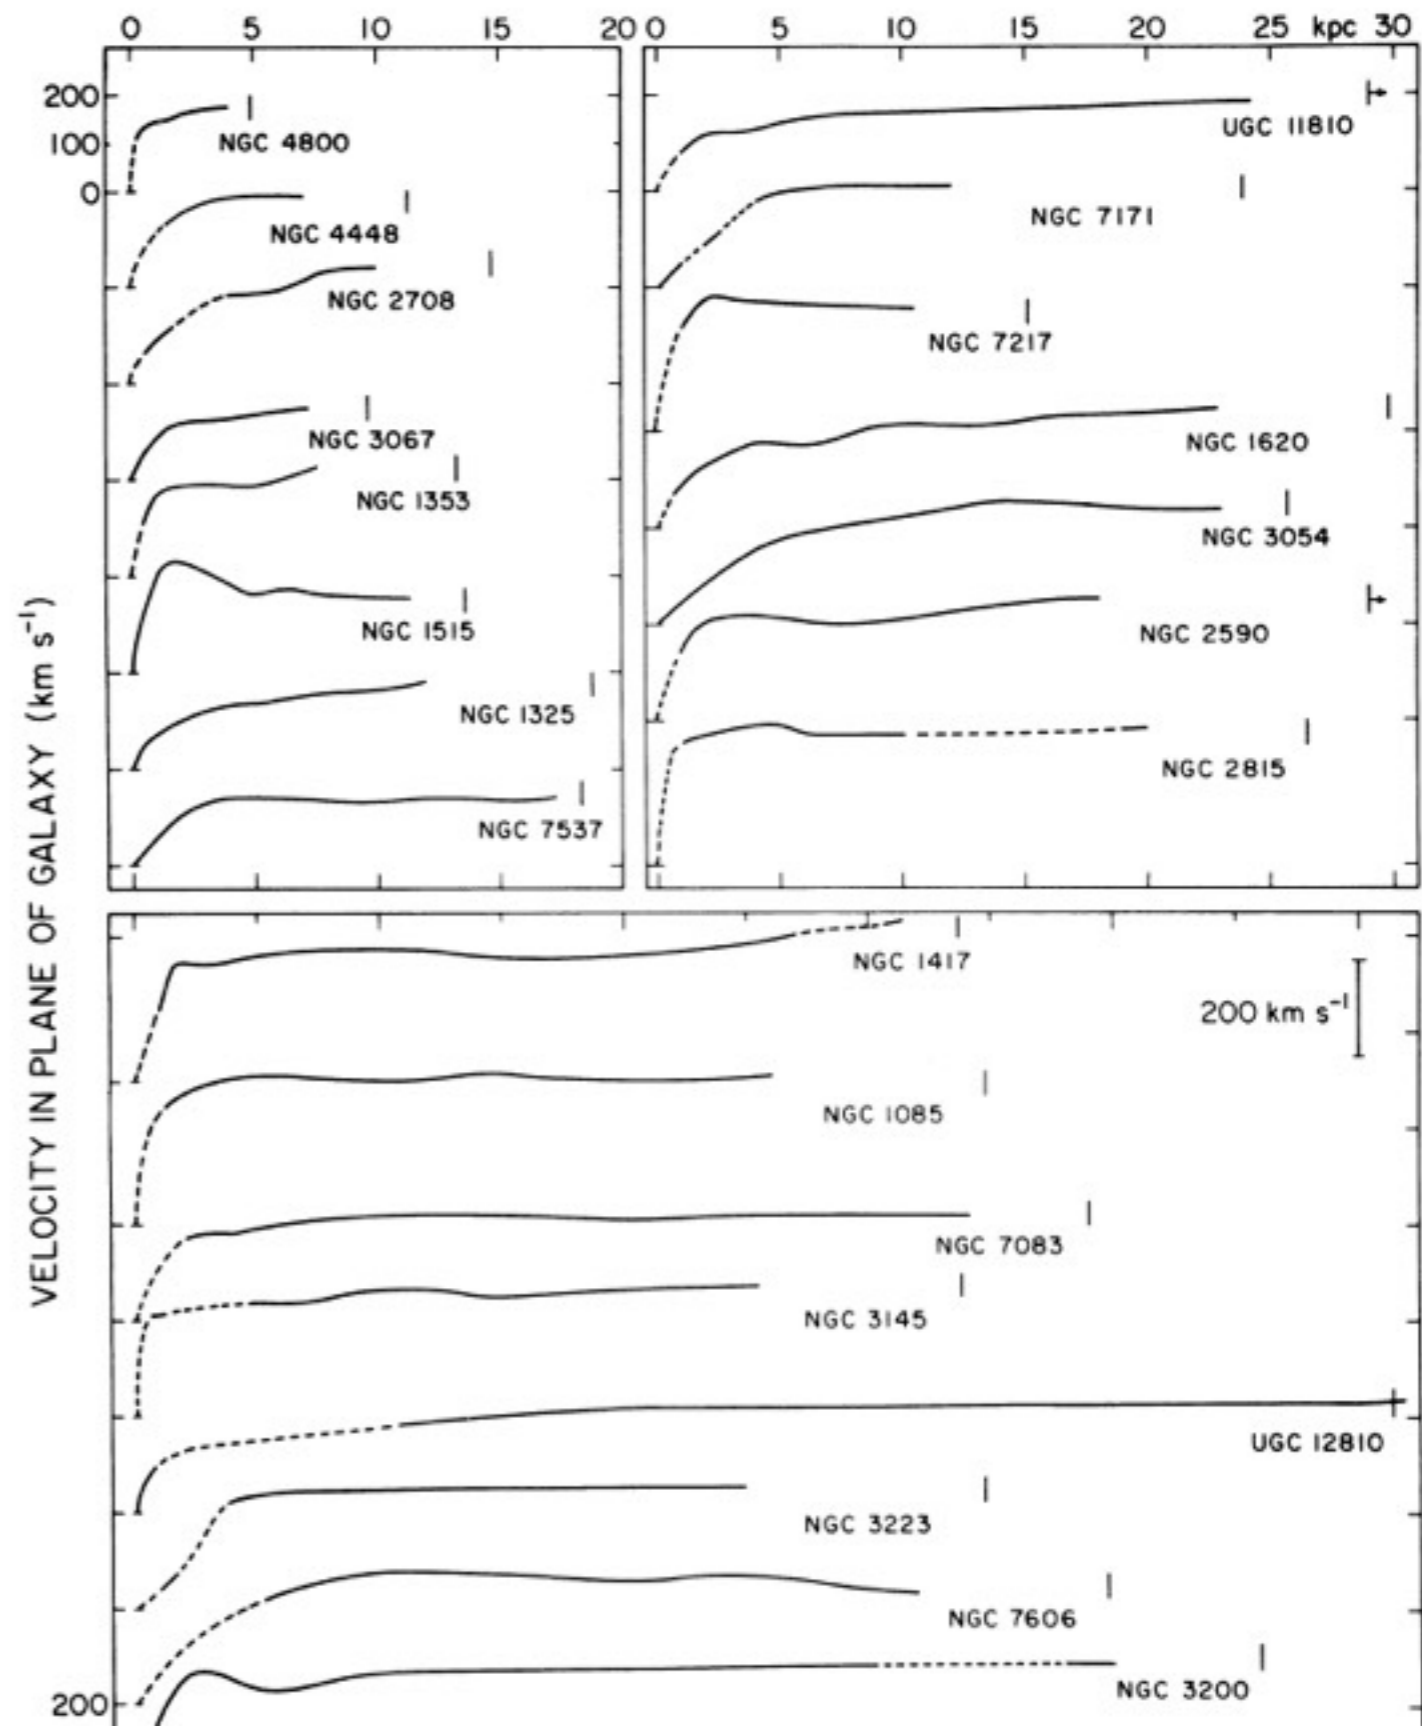 0 5 10 15 20
0 5 10 15 20 25 kpc 30
200
100
0
NGC 4800
NGC 4448
NGC 2708
NGC 3067
NGC 1353
NGC 1515
NGC 1325
NGC 7537
UGC 11810
NGC 7171
NGC 7217
NGC 1620
NGC 3054
NGC 2590
NGC 2815
VELOCITY IN PLANE OF GALAXY (km s⁻¹)
NGC 1417
200 km s⁻¹
NGC 1085
NGC 7083
NGC 3145
UGC 12810
NGC 3223
NGC 7606
NGC 3200
200